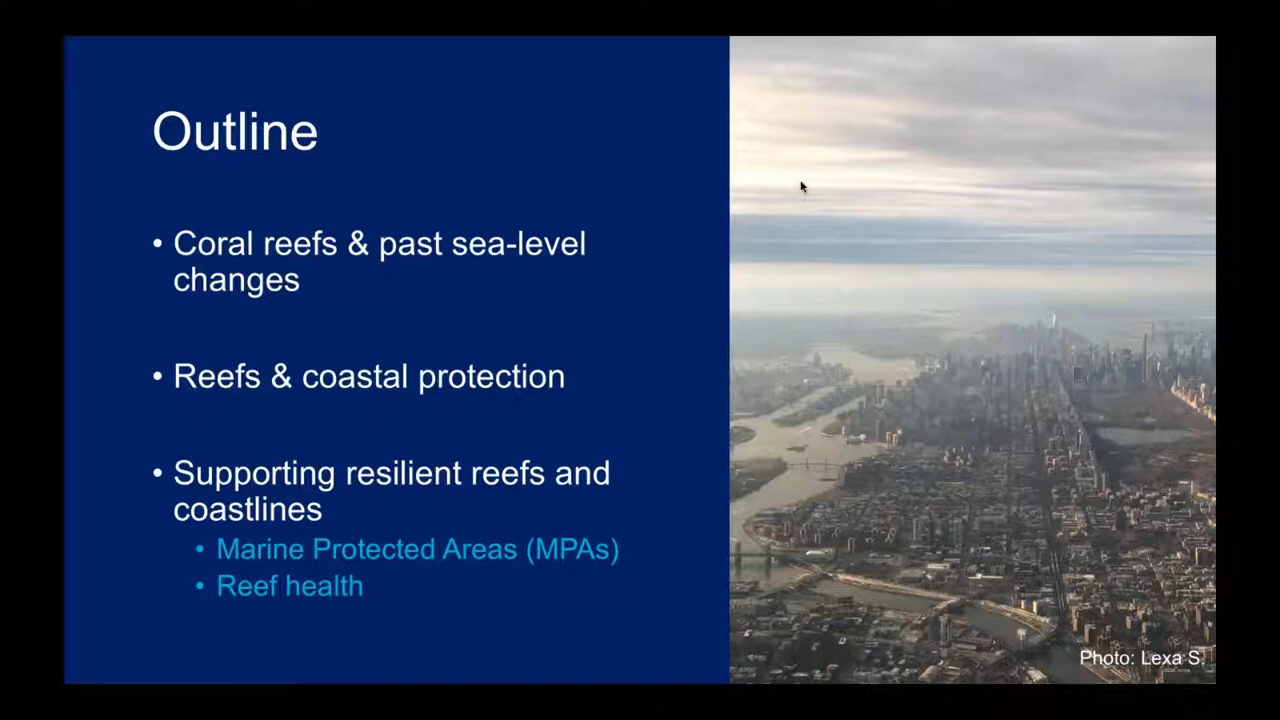 Outline
• Coral reefs & past sea-level
changes
• Reefs & coastal protection
• Supporting resilient reefs and
coastlines
• Marine Protected Areas (MPAs)
• Reef health
Photo: Lexa S.